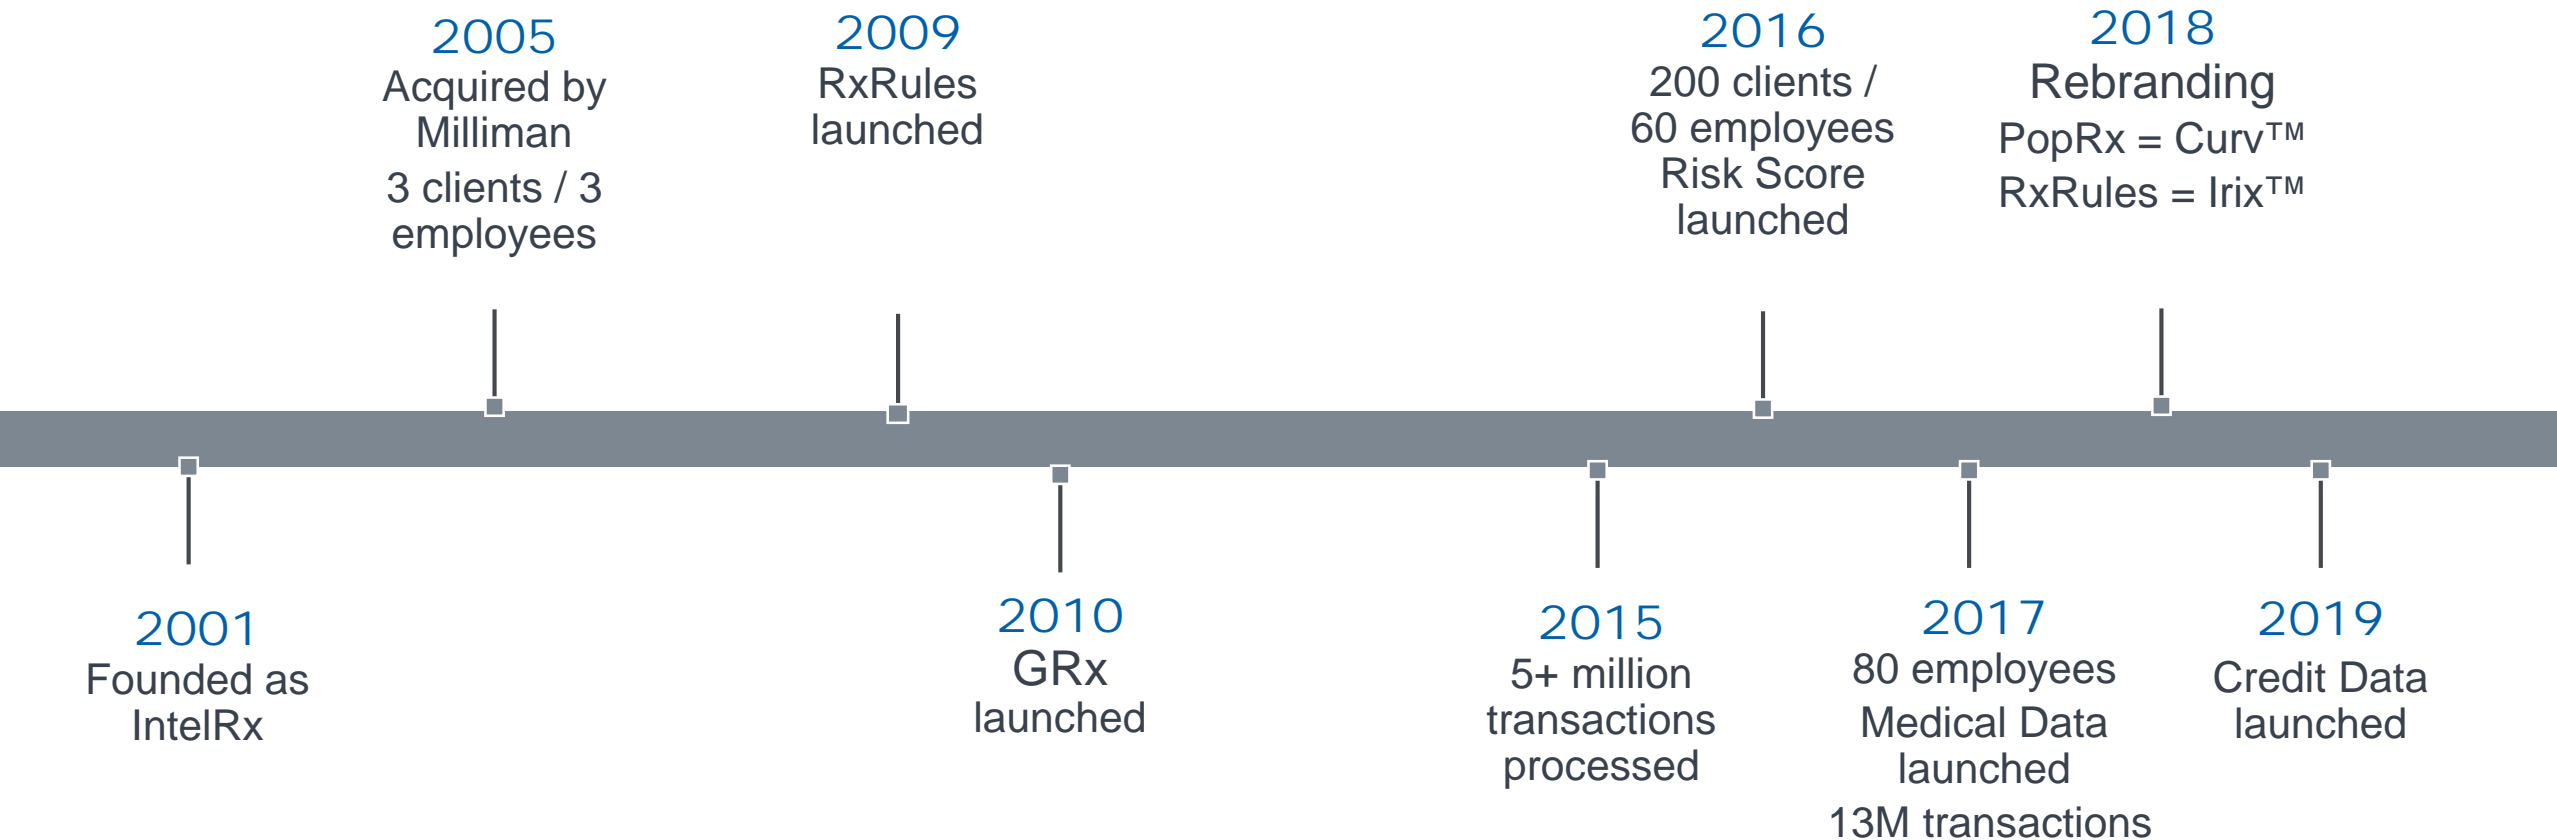 2005
Acquired by
Milliman
3 clients / 3
employees
2009
RxRules
launched
2016
200 clients /
60 employees
Risk Score
launched
2018
Rebranding
PopRx = Curv™
RxRules = Irix™
2001
Founded as
IntelRx
2010
GRx
launched
2015
5+ million
transactions
processed
2017
80 employees
Medical Data
launched
13M transactions
2019
Credit Data
launched